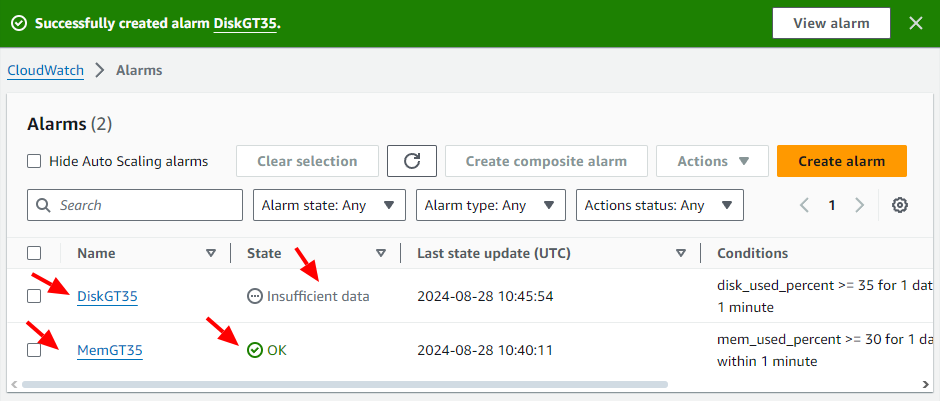 Successfully created alarm DiskGT35.
View alarm
CloudWatch
Alarms
Alarms (2)
Hide Auto Scaling alarms
Clear selection
Create composite alarm
Actions
Create alarm
Search
Alarm state: Any
Alarm type: Any
Actions status: Any
1
Name
State
Last state update (UTC)
Conditions
DiskGT35
Insufficient data
2024-08-28 10:45:54
disk_used_percent >= 35 for 1 dat
1 minute
MemGT35
OK
2024-08-28 10:40:11
mem_used_percent >= 30 for 1 da
within 1 minute